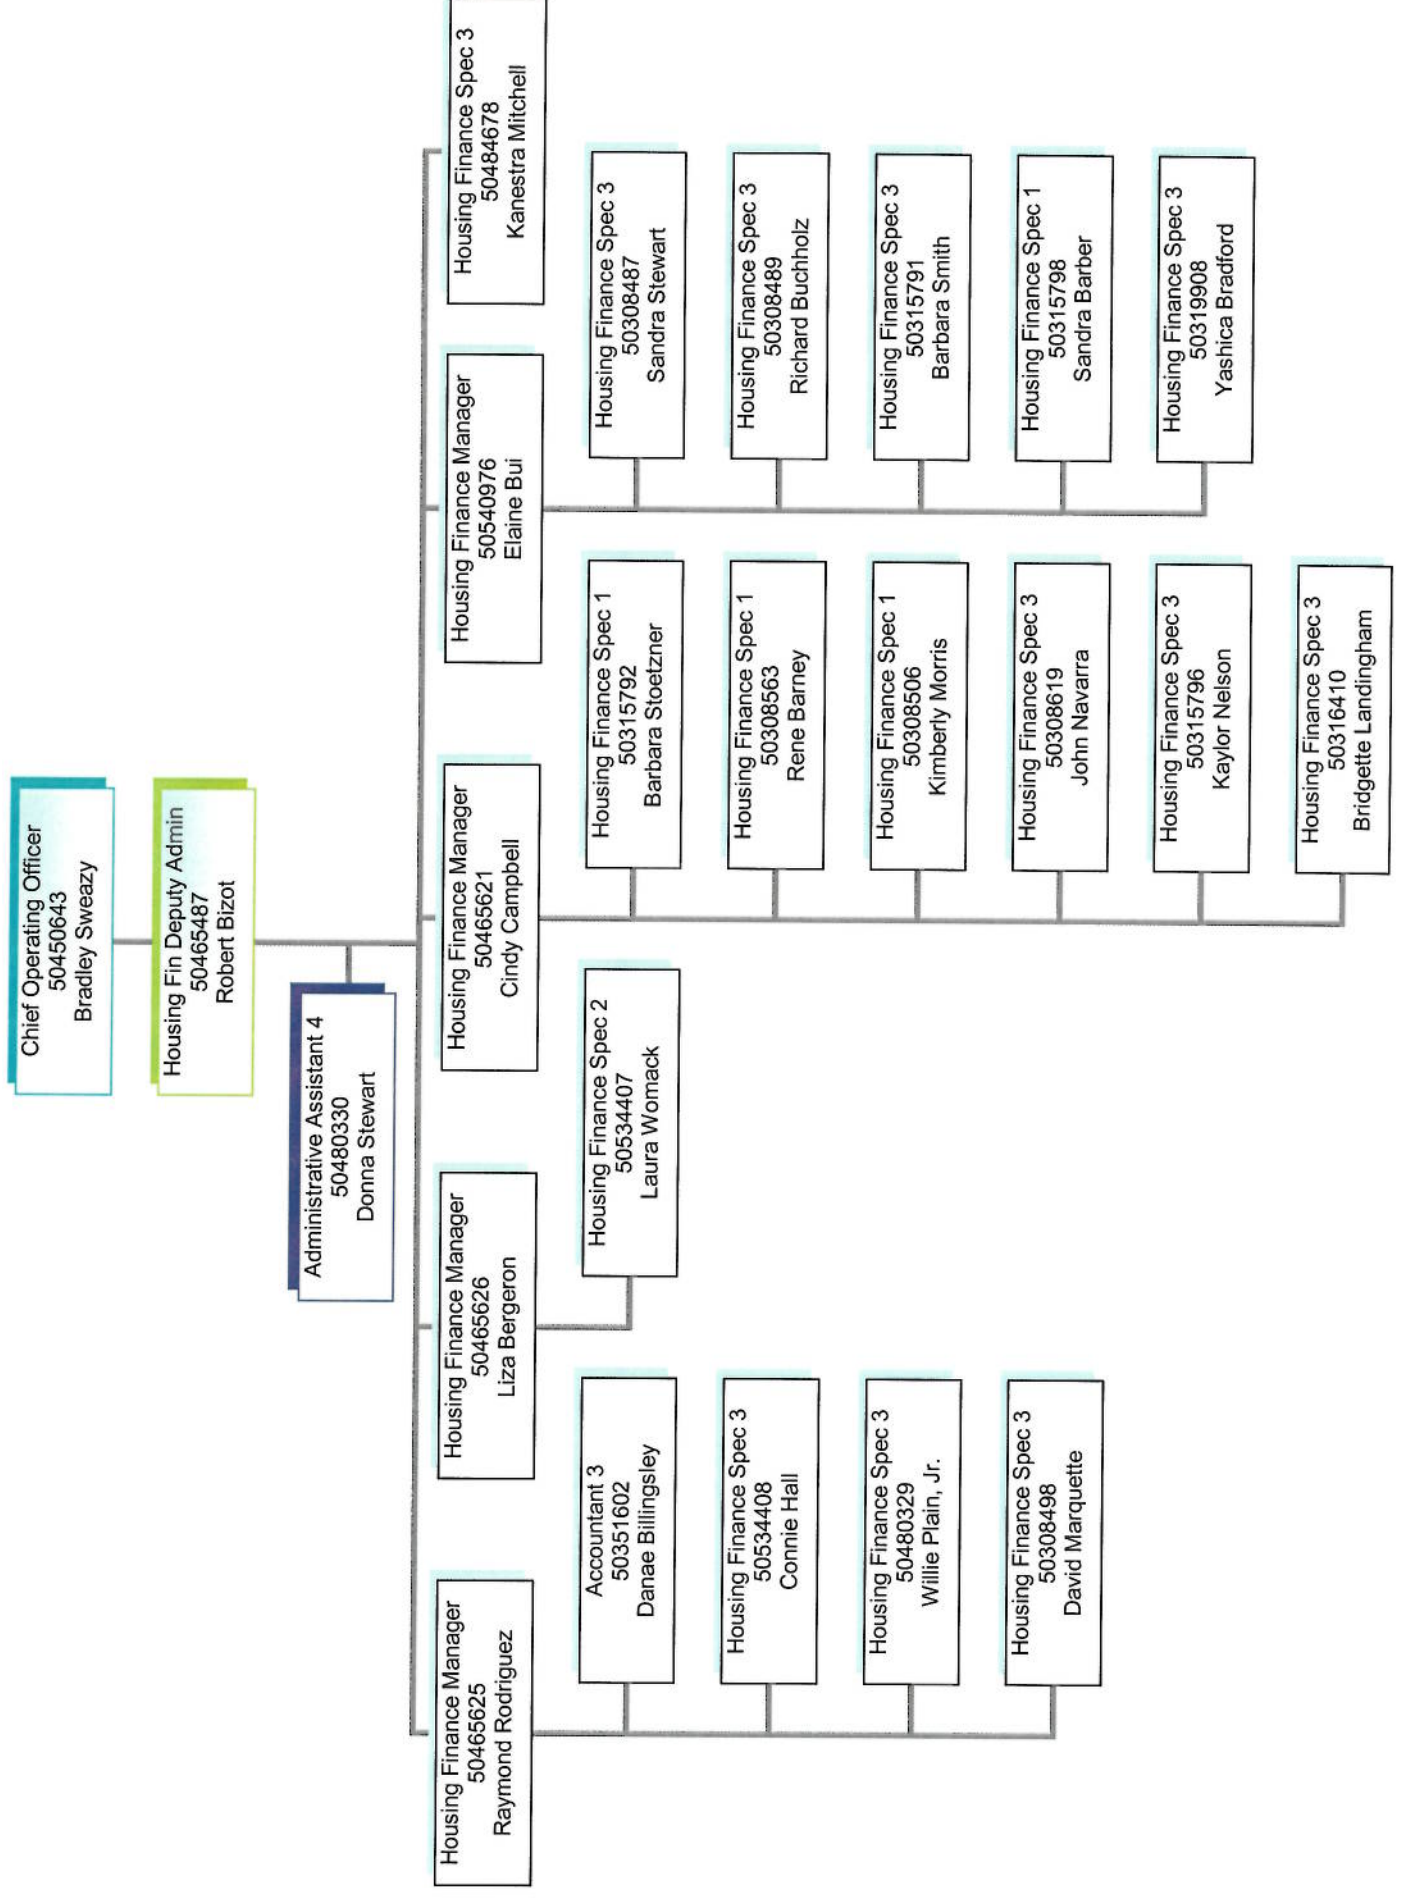 Chief Operating Officer
50450643
Bradley Sweazy
Housing Fin Deputy Admin
50465487
Robert Bizot
Administrative Assistant 4
50480330
Donna Stewart
Housing Finance Manager
50465625
Raymond Rodriguez
Accountant 3
50351602
Danae Billingsley
Housing Finance Spec 3
50534408
Connie Hall
Housing Finance Spec 3
50480329
Willie Plain, Jr.
Housing Finance Spec 3
50308498
David Marquette
Housing Finance Manager
50465626
Liza Bergeron
Housing Finance Spec 2
50534407
Laura Womack
Housing Finance Manager
50465621
Cindy Campbell
Housing Finance Spec 1
50315792
Barbara Stoetzner
Housing Finance Spec 1
50308563
Rene Barney
Housing Finance Spec 1
50308506
Kimberly Morris
Housing Finance Spec 3
50308619
John Navarra
Housing Finance Spec 3
50315796
Kaylor Nelson
Housing Finance Spec 3
50316410
Bridgette Landingham
Housing Finance Manager
50540976
Elaine Bui
Housing Finance Spec 3
50308487
Sandra Stewart
Housing Finance Spec 3
50308489
Richard Buchholz
Housing Finance Spec 3
50315791
Barbara Smith
Housing Finance Spec 1
50315798
Sandra Barber
Housing Finance Spec 3
50319908
Yashica Bradford
Housing Finance Spec 3
50484678
Kanestra Mitchell